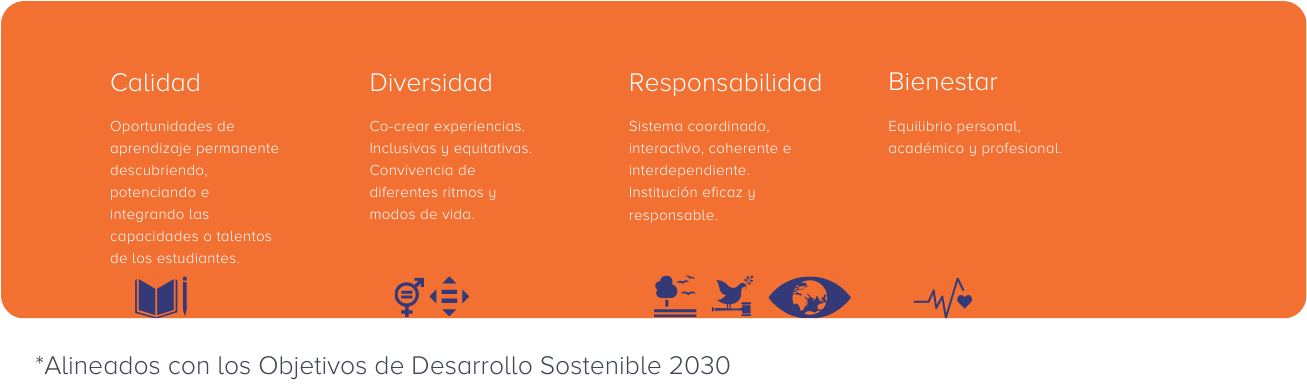 Calidad
Oportunidades de
aprendizaje permanente
descubriendo,
potenciando e
integrando las
capacidades o talentos
de los estudiantes.
Diversidad
Co-crear experiencias.
Inclusivas y equitativas.
Convivencia de
diferentes ritmos y
modos de vida.
Responsabilidad
Sistema coordinado,
interactivo, coherente e
interdependiente.
Institución eficaz y
responsable.
Bienestar
Equilibrio personal,
académico y profesional.
*Alineados con los Objetivos de Desarrollo Sostenible 2030